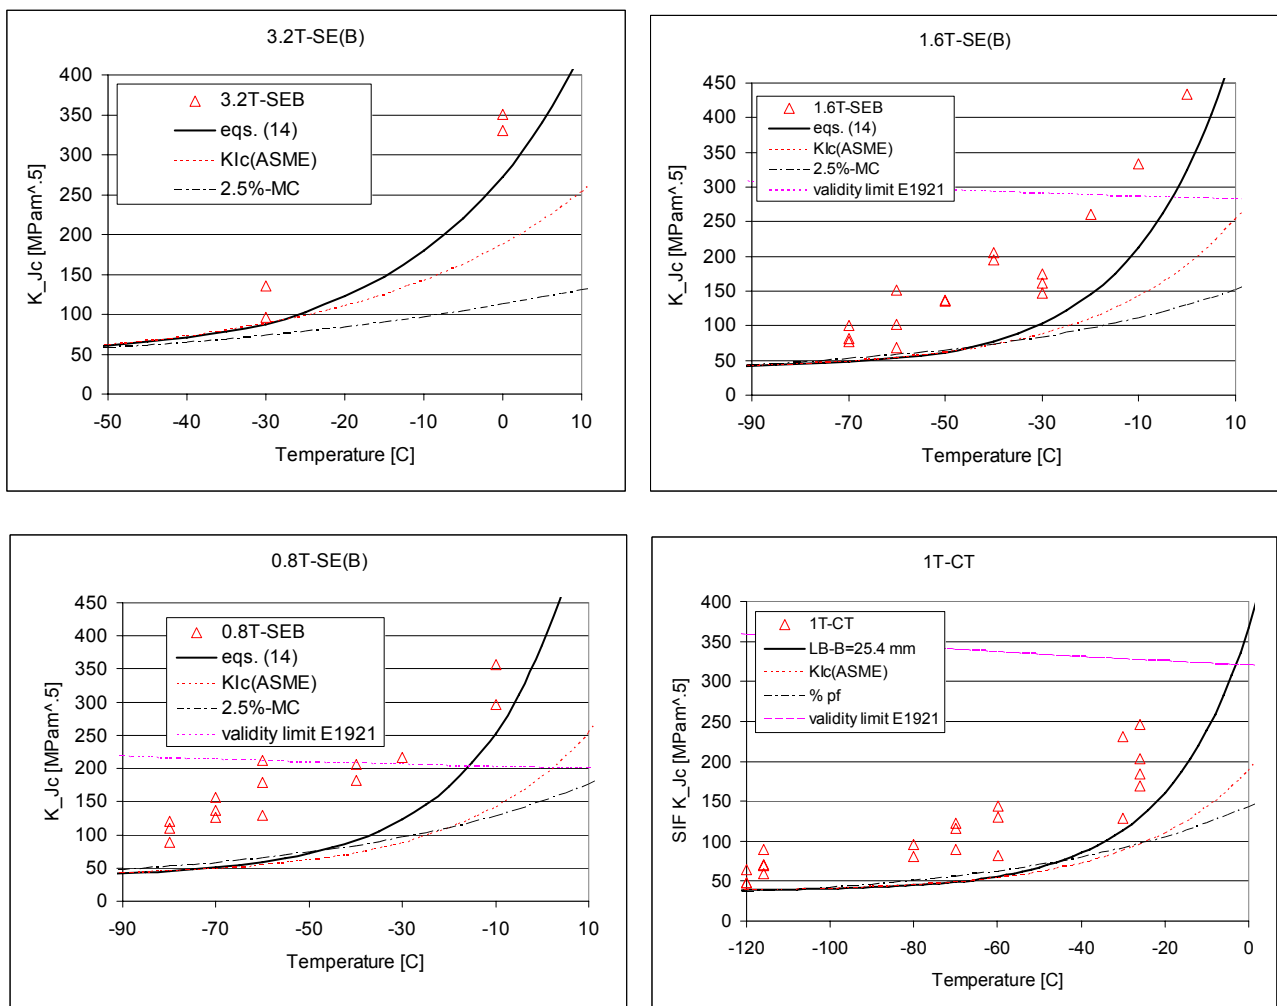 3.2T-SE(B)
K_Jc [MPam^.5]
400
350
300
250
200
150
100
50
0
3.2T-SEB
eqs. (14)
KIc(ASME)
2.5%-MC
-50 -40 -30 -20 -10 0 10
Temperature [C]
1.6T-SE(B)
K_Jc [MPam^.5]
450
400
350
300
250
200
150
100
50
0
1.6T-SEB
eqs. (14)
KIc(ASME)
2.5%-MC
validity limit E1921
-90 -70 -50 -30 -10 10
Temperature [C]
0.8T-SE(B)
K_Jc [MPam^.5]
450
400
350
300
250
200
150
100
50
0
0.8T-SEB
eqs. (14)
KIc(ASME)
2.5%-MC
validity limit E1921
-90 -70 -50 -30 -10 10
Temperature [C]
1T-CT
SIF K_Jc [MPam^.5]
400
350
300
250
200
150
100
50
0
1T-CT
LB-B=25.4 mm
KIc(ASME)
% pf
validity limit E1921
-120 -100 -80 -60 -40 -20 0
Temperature [C]